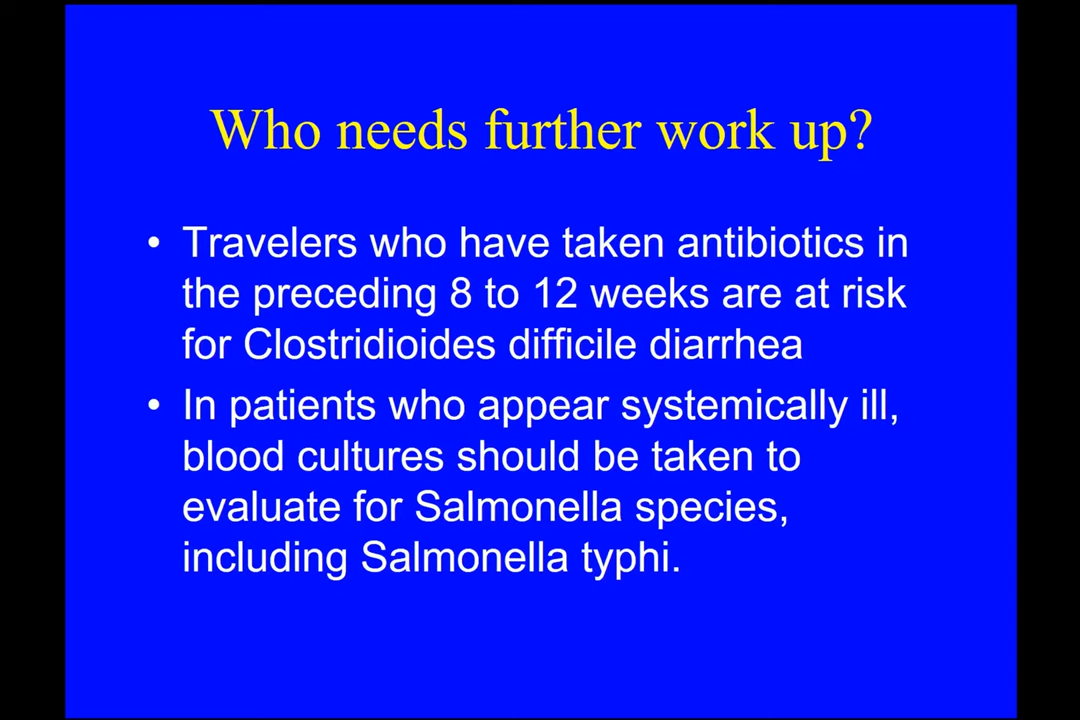 Who needs further work up?
• Travelers who have taken antibiotics in
the preceding 8 to 12 weeks are at risk
for Clostridioides difficile diarrhea
• In patients who appear systemically ill,
blood cultures should be taken to
evaluate for Salmonella species,
including Salmonella typhi.